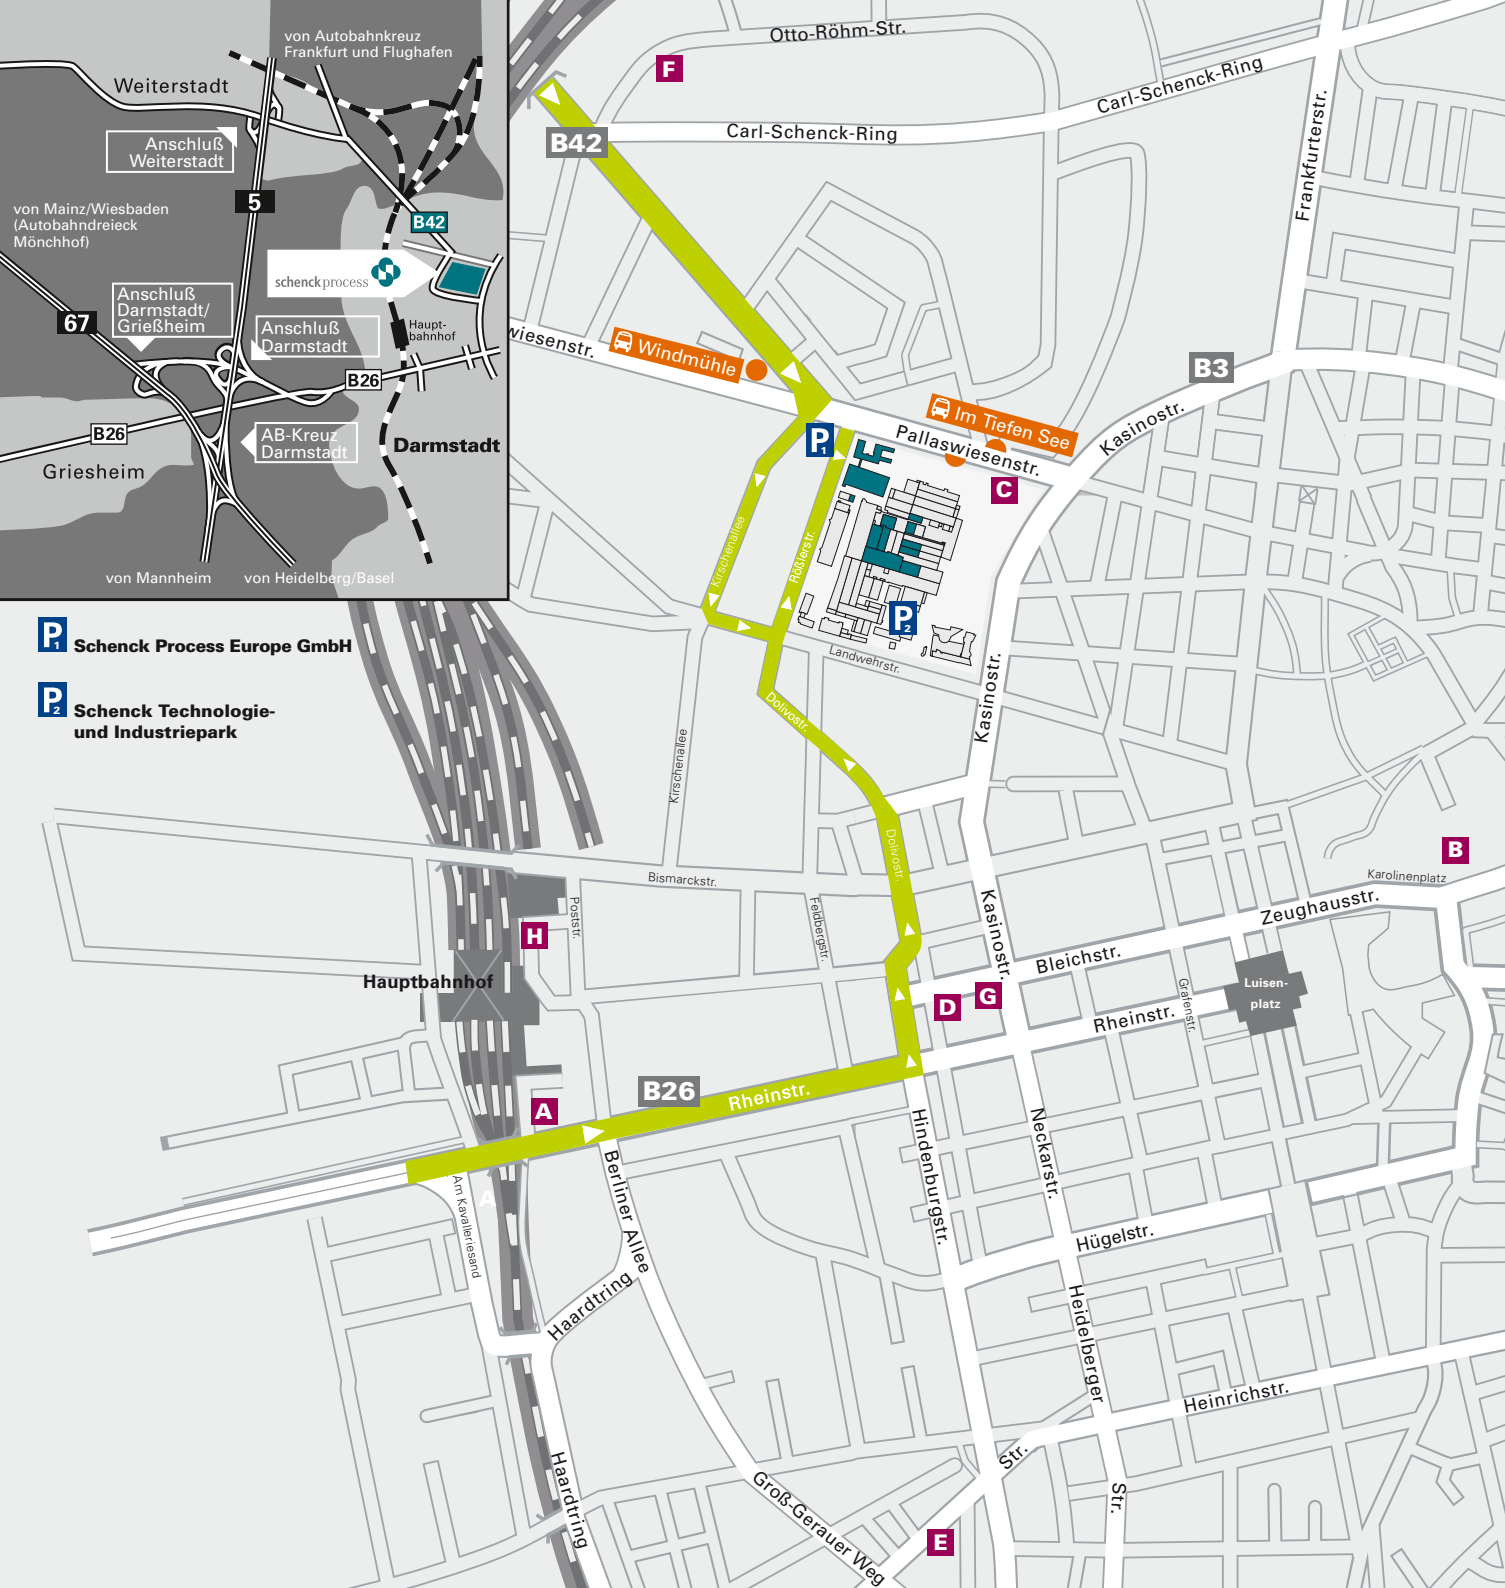 von Autobahnkreuz
Frankfurt und Flughafen
Weiterstadt
Anschluß
Weiterstadt
5
von Mainz/Wiesbaden
(Autobahndreieck
Mönchhof)
B42
schenck process
Anschluß
Darmstadt/
Grießheim
67
Anschluß
Darmstadt
Haupt-
bahnhof
B26
B26
AB-Kreuz
Darmstadt
Darmstadt
Griesheim
von Mannheim
von Heidelberg/Basel
P1
Schenck Process Europe GmbH
P2
Schenck Technologie-
und Industriepark
Otto-Röhm-Str.
F
Carl-Schenck-Ring
Carl-Schenck-Ring
B42
Frankfurterstr.
wiesenstr.
Windmühle
B3
Im Tiefen See
Kasinostr.
Pallaswiesenstr.
P1
C
Kirschenallee
Rößlerstr.
P2
Landwehrstr.
Kasinostr.
Dolivostr.
Kirschenallee
Dolivostr.
B
Karolinenplatz
Bismarckstr.
Zeughausstr.
Poststr.
Feldbergstr.
Kasinostr.
H
Bleichstr.
Hauptbahnhof
Luisen-
platz
Grafenstr.
D
G
Rheinstr.
B26
Rheinstr.
A
Hindenburgstr.
Neckarstr.
Berliner Allee
Am Kavalleriesand
A
Hügelstr.
Haardtring
Heidelberger
Heinrichstr.
Str.
Haardtring
Groß-Gerauer Weg
Str.
E